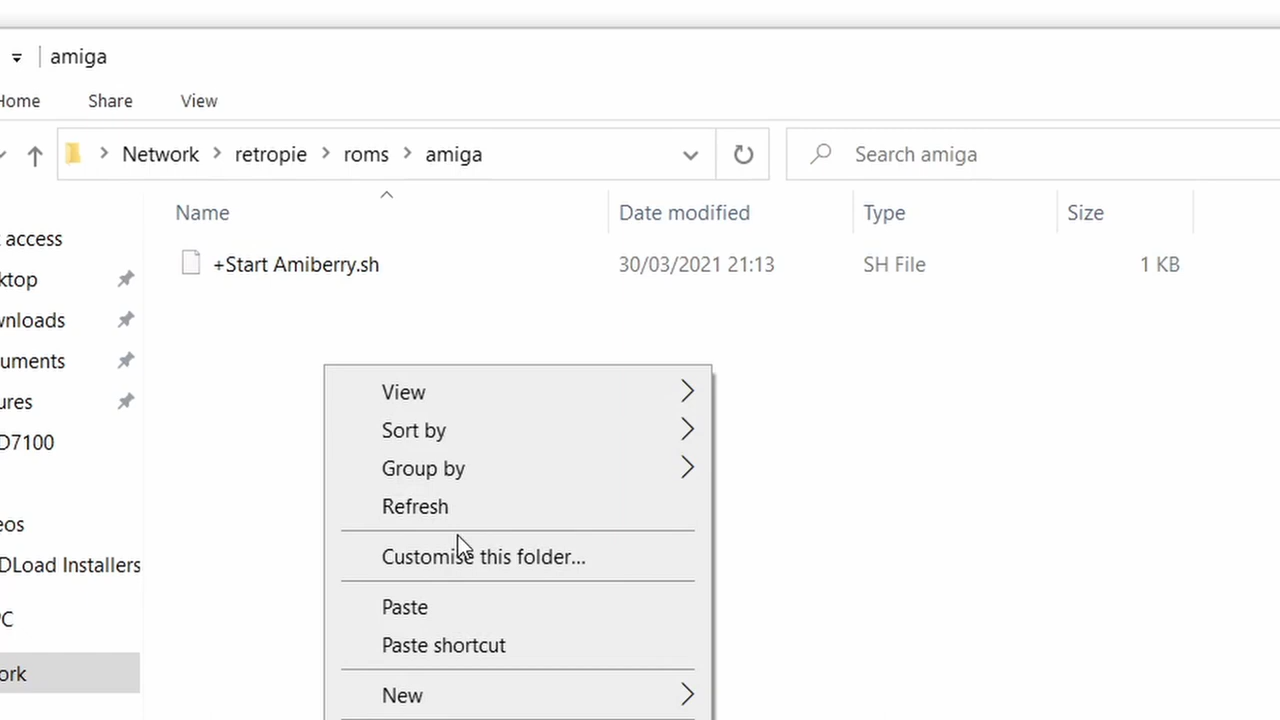 amiga
Home Share View
Network retropie roms amiga Search amiga
Name Date modified Type Size
access
+Start Amiberry.sh 30/03/2021 21:13 SH File 1 KB
ktop
wnloads
uments
ures
D7100
eos
DLoad Installers
PC
ork
View
Sort by
Group by
Refresh
Customise this folder...
Paste
Paste shortcut
New